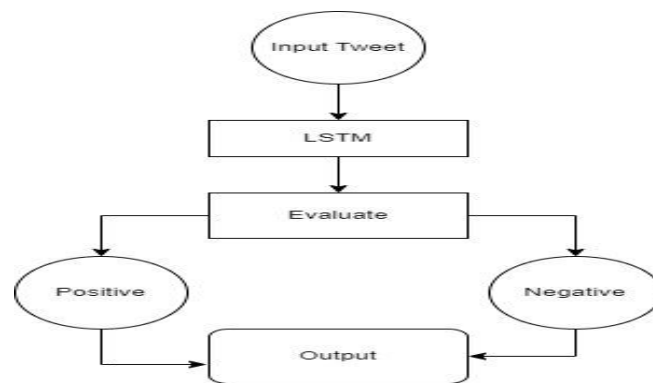 Input Tweet
LSTM
Evaluate
Positive
Negative
Output